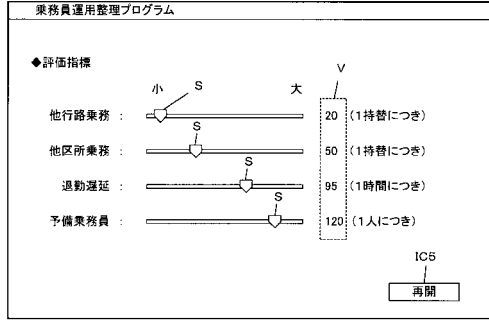 乗務員運用整理プログラム
◆評価指標
V
小 S 大
他行路乗務 : 20 (1持替につき)
S
他区所乗務 : 50 (1持替につき)
S
退勤遅延 : 95 (1時間につき)
S
予備乗務員 : 120 (1人につき)
IC5
再開